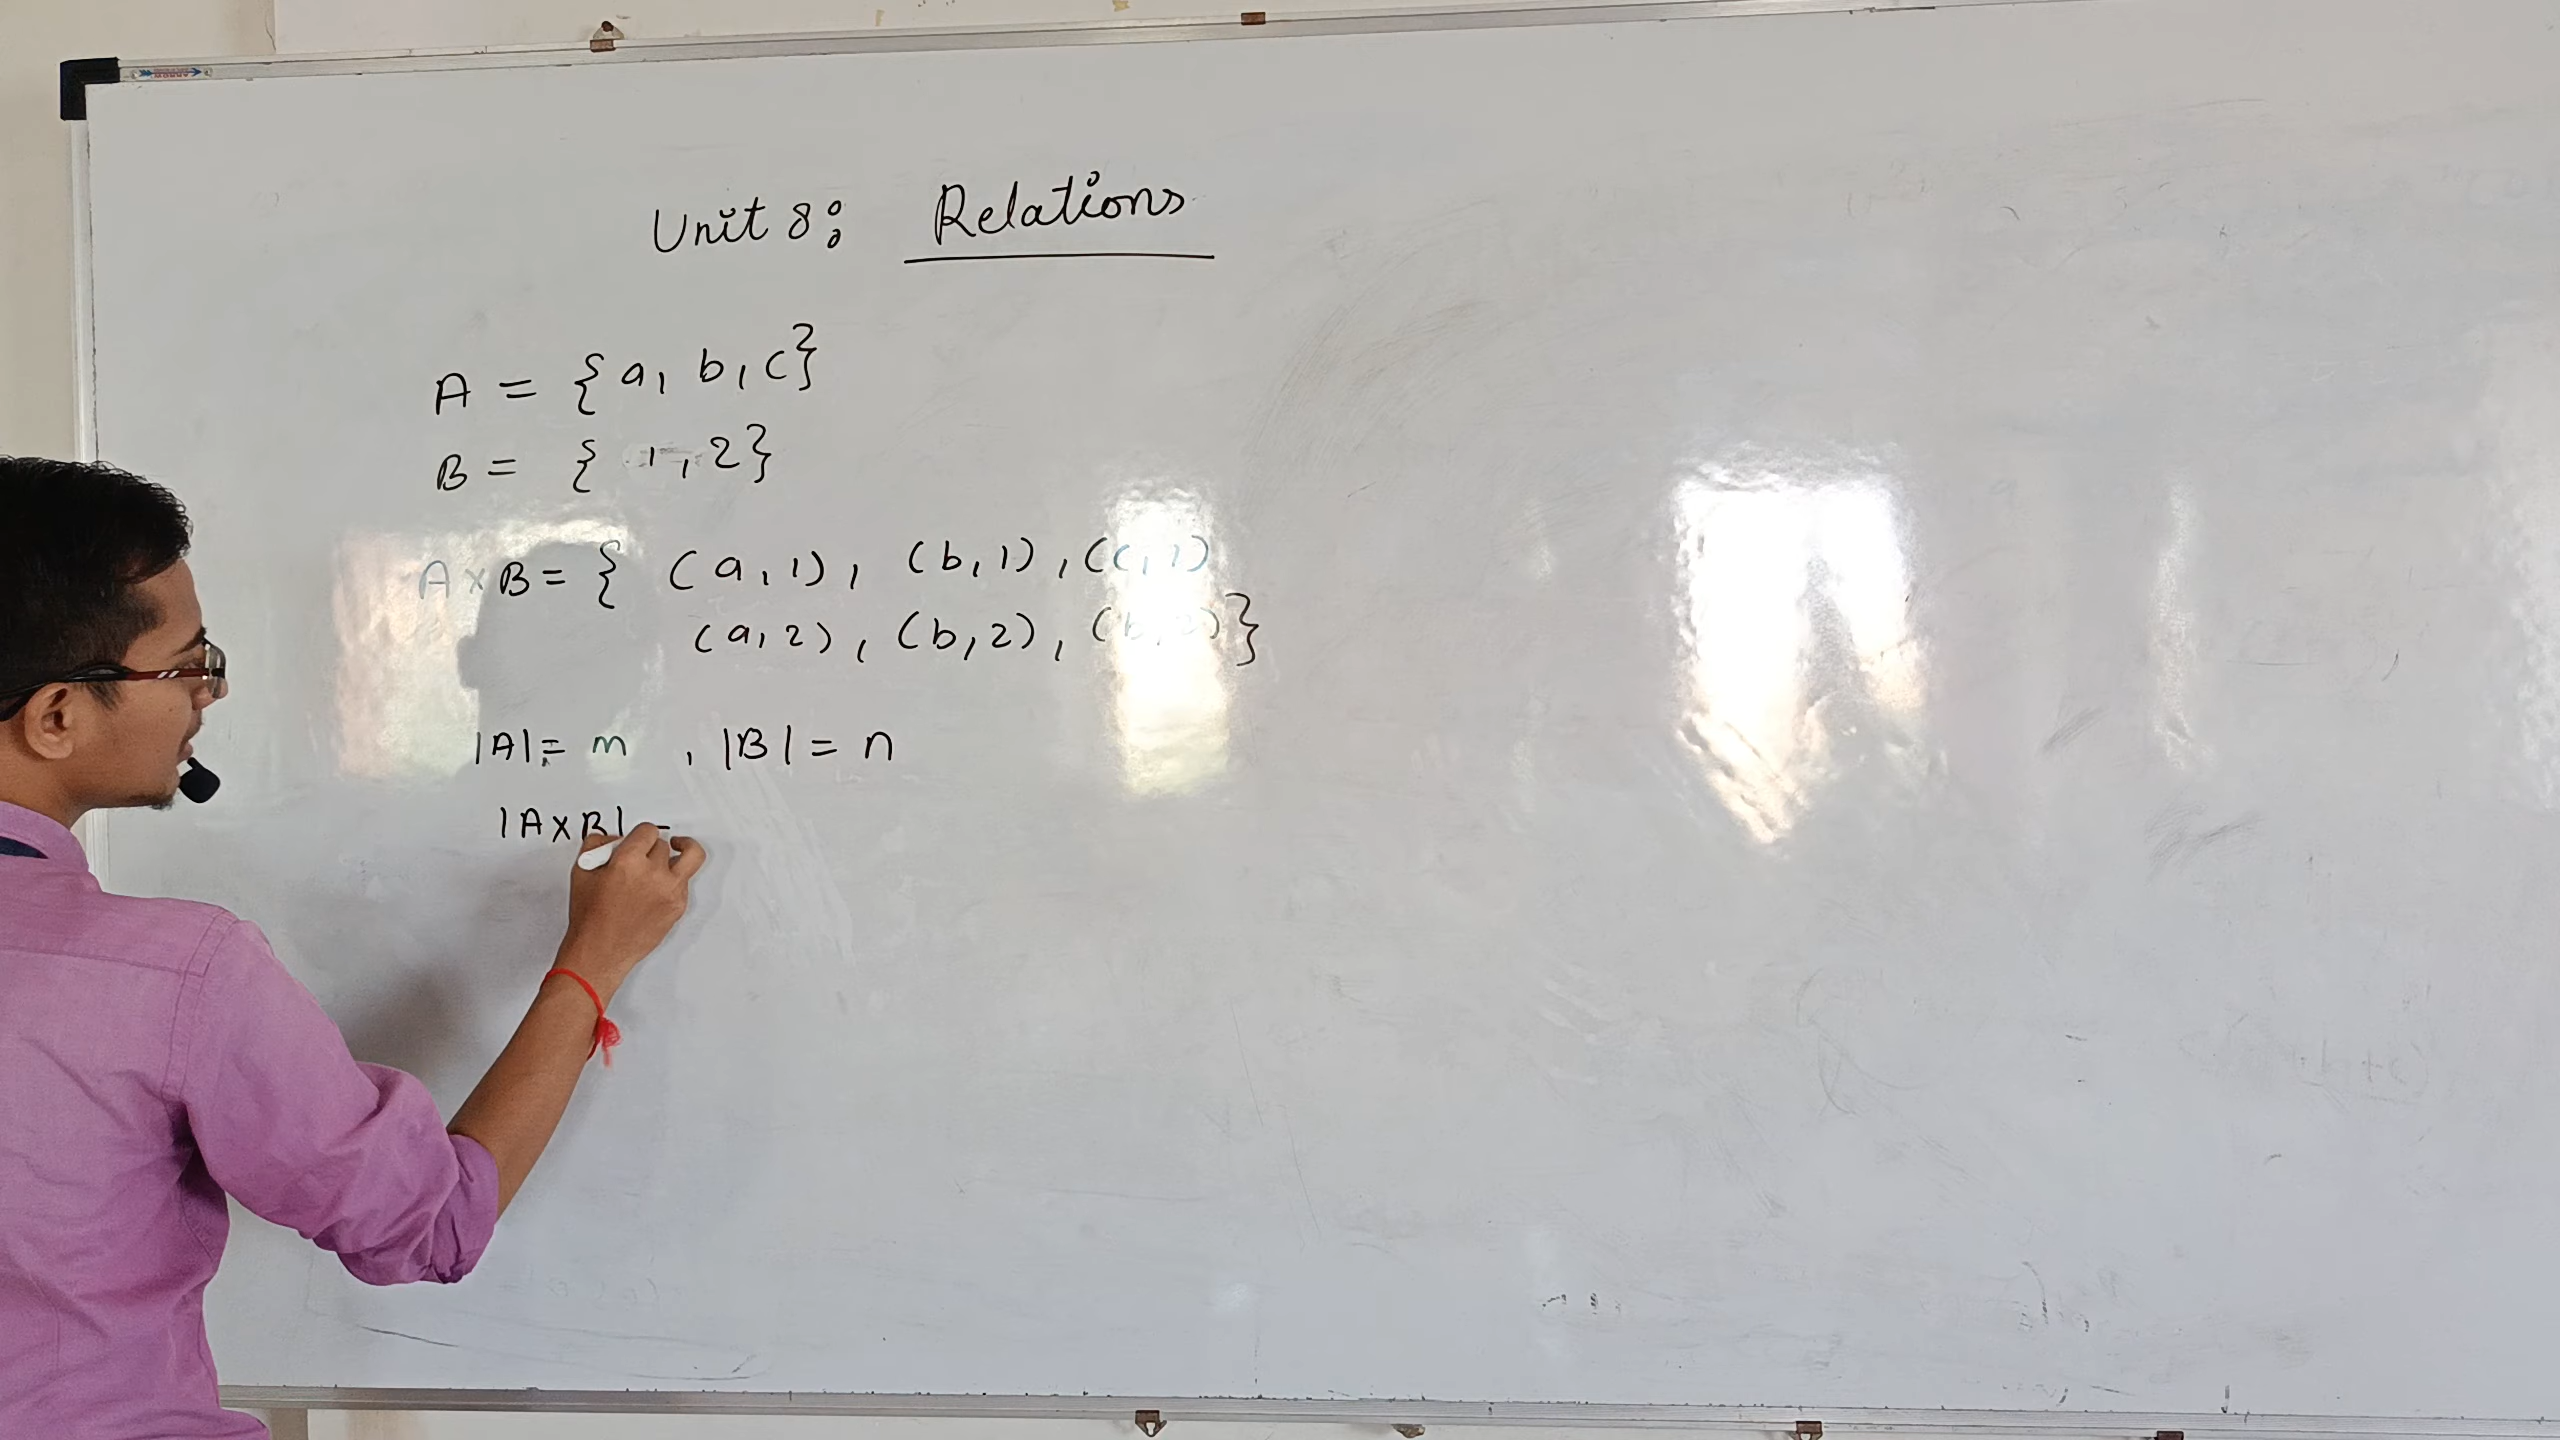 Unit 8: Relations
A = {a, b, c}
B = { 1, 2}
A×B = { (a, 1), (b, 1), (c, 1)
(a, 2), (b, 2), (b, 2)}
|A| = m , |B| = n
|A×B| =